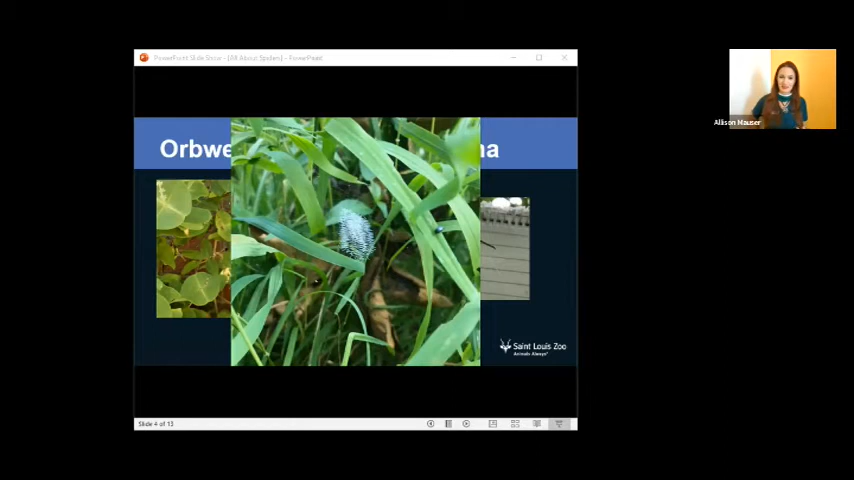 PowerPoint Slide Show - [All About Spiders] - PowerPoint
Allison Mauser
Orbwe
na
Saint Louis Zoo
Animals Always®
Slide 4 of 13